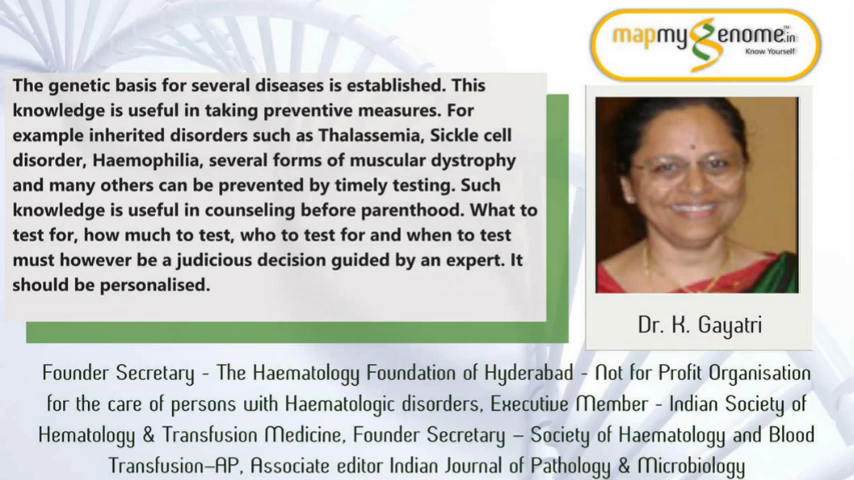 mapmygenome.in
Know Yourself
The genetic basis for several diseases is established. This
knowledge is useful in taking preventive measures. For
example inherited disorders such as Thalassemia, Sickle cell
disorder, Haemophilia, several forms of muscular dystrophy
and many others can be prevented by timely testing. Such
knowledge is useful in counseling before parenthood. What to
test for, how much to test, who to test for and when to test
must however be a judicious decision guided by an expert. It
should be personalised.
Dr. K. Gayatri
Founder Secretary - The Haematology Foundation of Hyderabad - Not for Profit Organisation
for the care of persons with Haematologic disorders, Executive Member - Indian Society of
Hematology & Transfusion Medicine, Founder Secretary – Society of Haematology and Blood
Transfusion–AP, Associate editor Indian Journal of Pathology & Microbiology